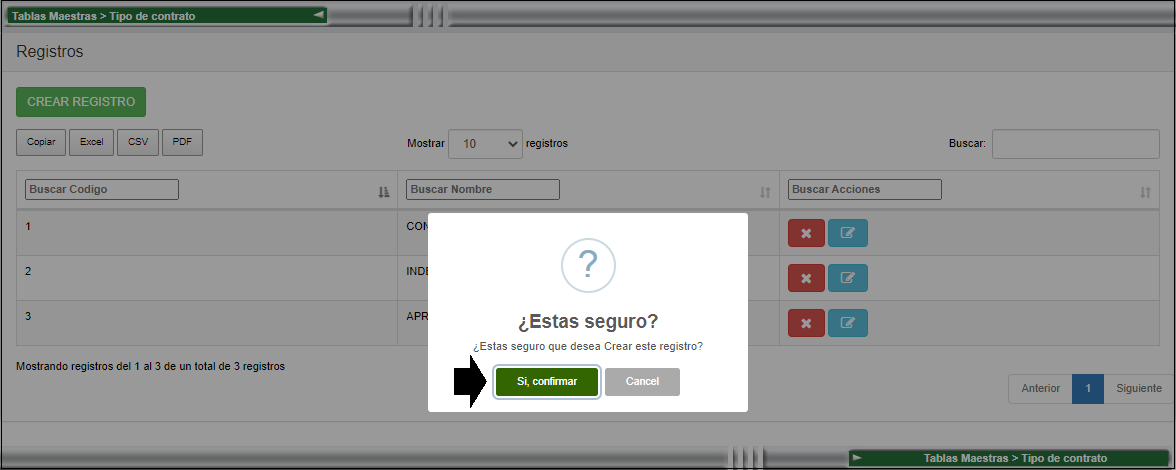 Tablas Maestras > Tipo de contrato
Registros
CREAR REGISTRO
Copiar Excel CSV PDF
Mostrar 10 registros
Buscar:
Buscar Codigo Buscar Nombre Buscar Acciones
1 CON
2 INDE
3 APR
?
¿Estas seguro?
¿Estas seguro que desea Crear este registro?
Si, confirmar Cancel
Mostrando registros del 1 al 3 de un total de 3 registros
Anterior 1 Siguiente
Tablas Maestras > Tipo de contrato